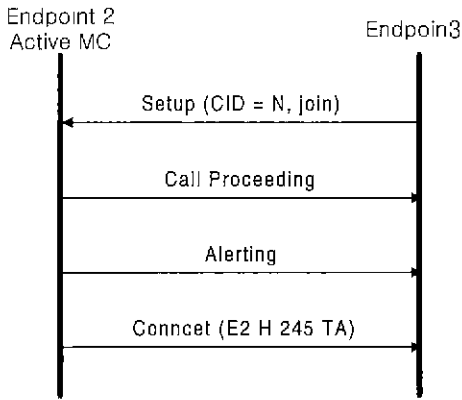 Endpoint 2
Active MC
Endpoin3
Setup (CID = N, join)
Call Proceeding
Alerting
Conncet (E2 H 245 TA)